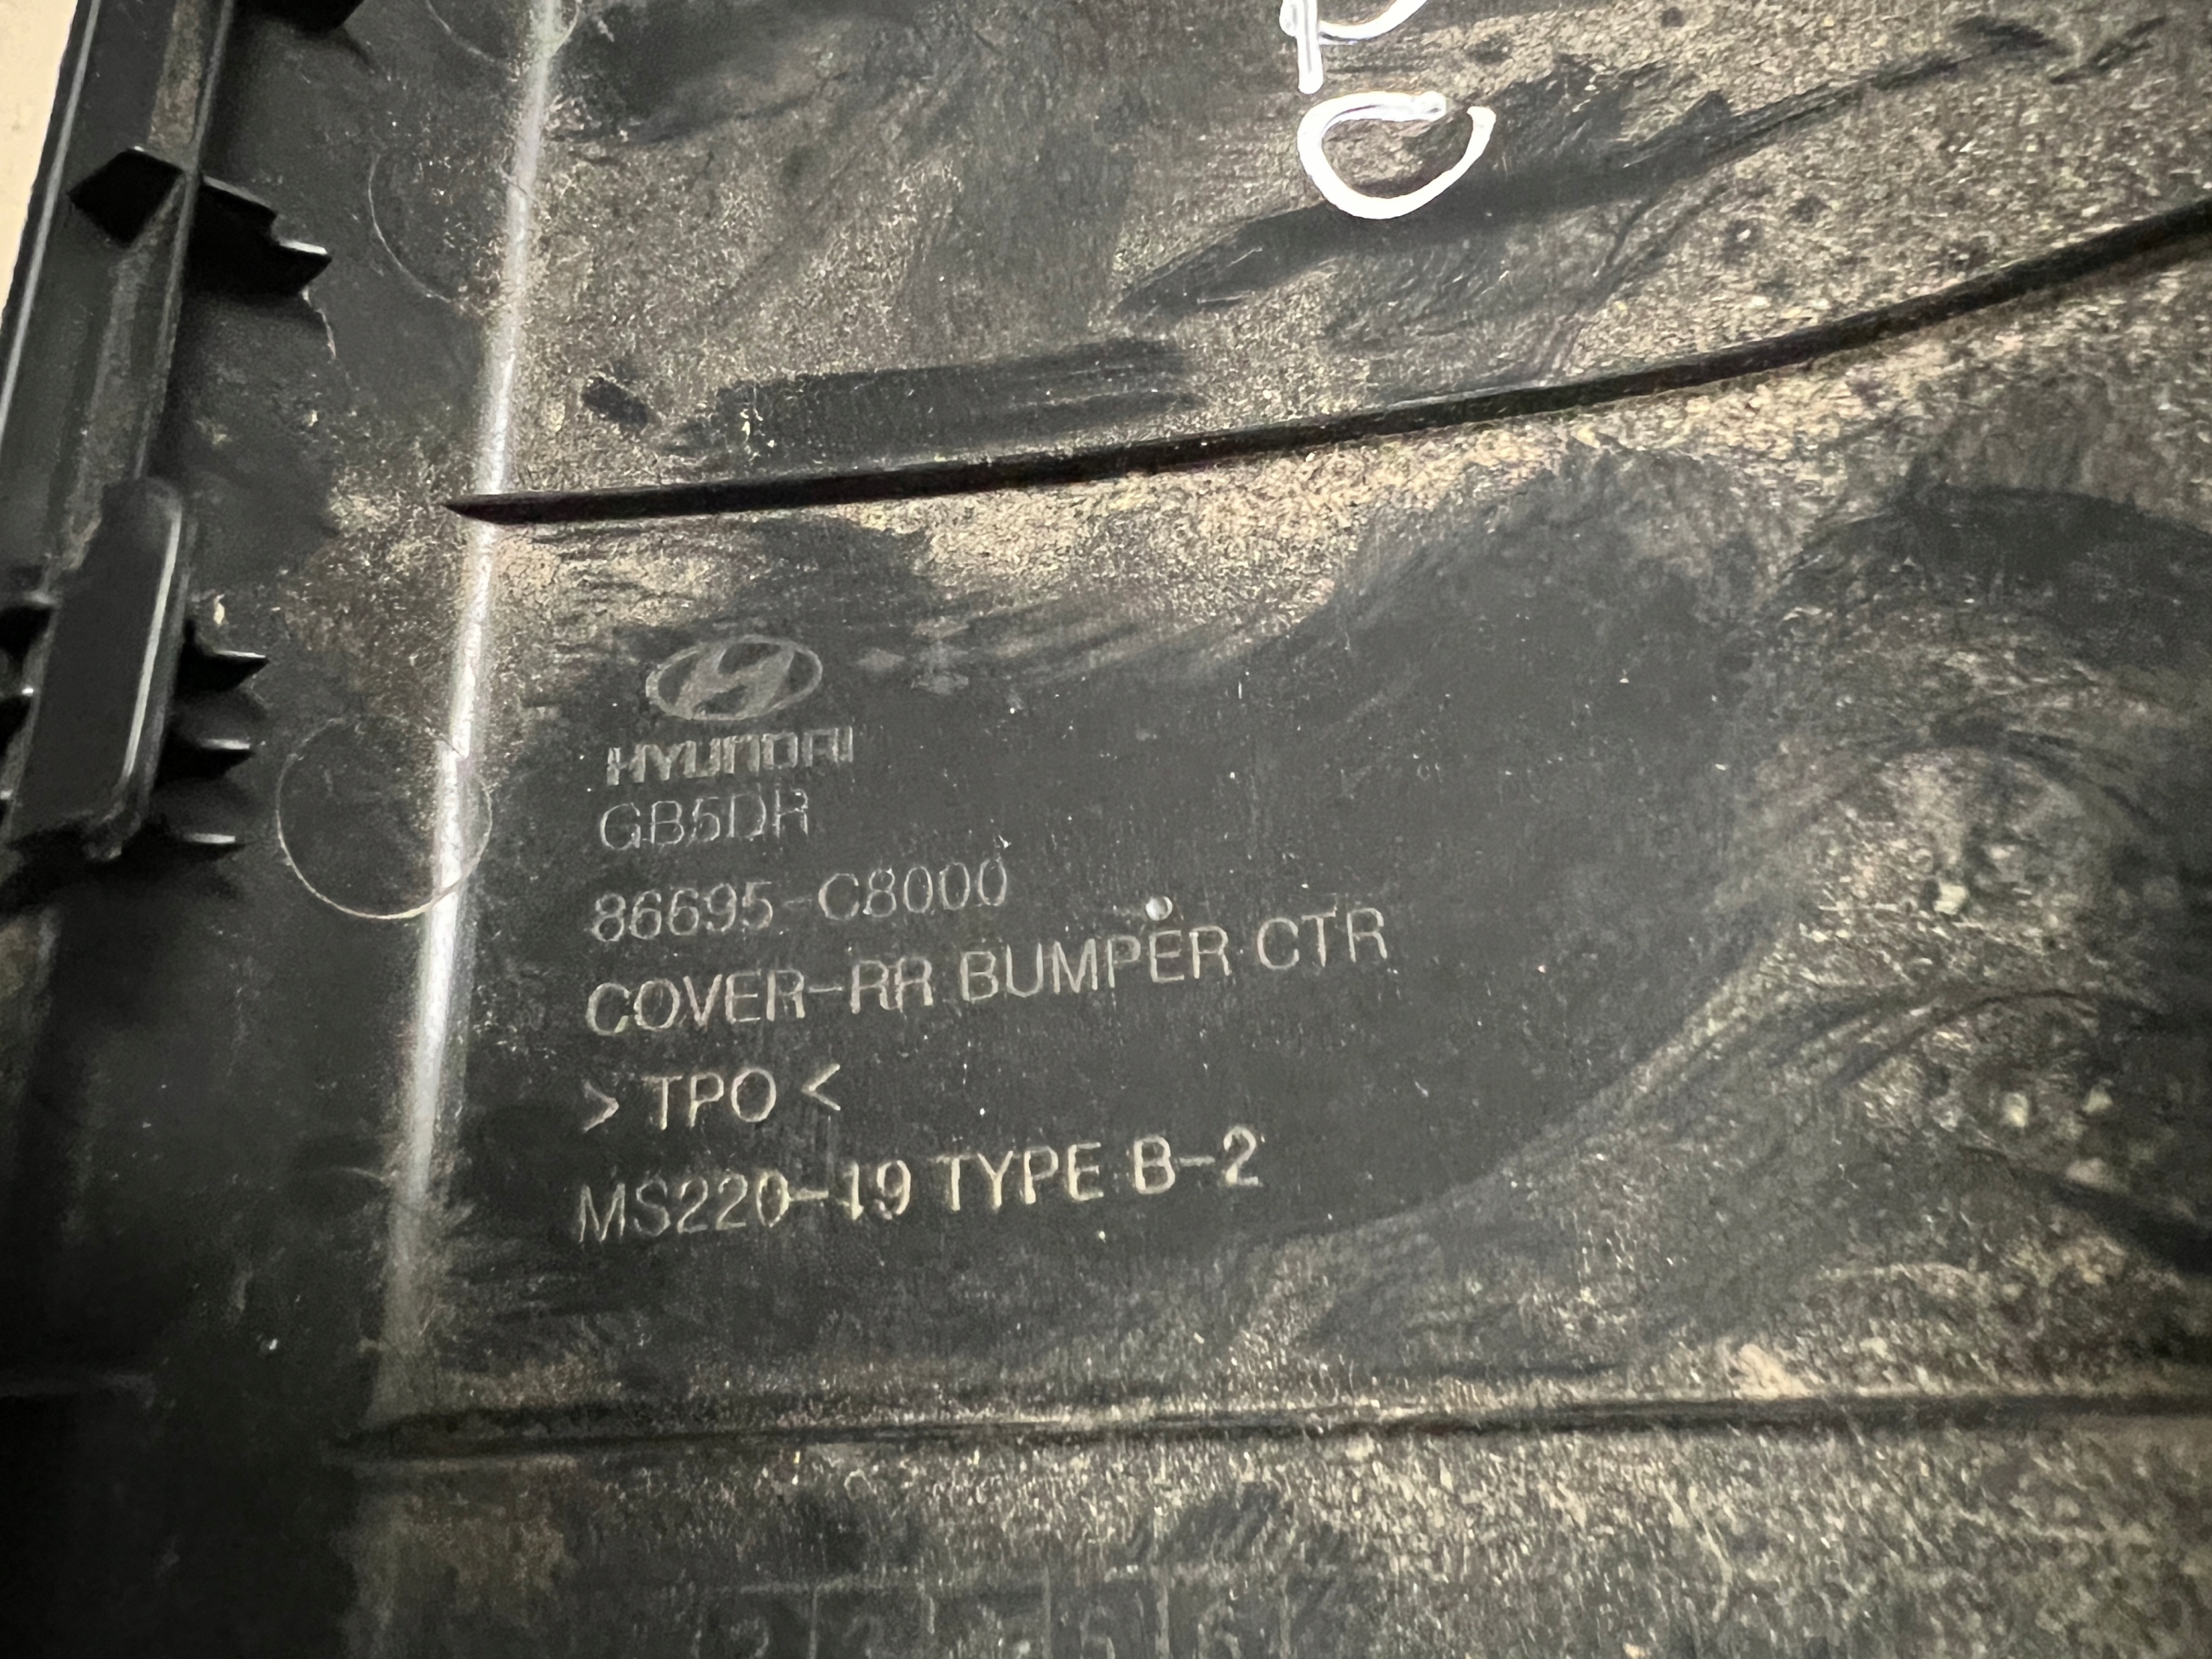 HYUNDAI
GB5DR
86695-C8000
COVER-RR BUMPER CTR
> TPO <
MS220-19 TYPE B-2